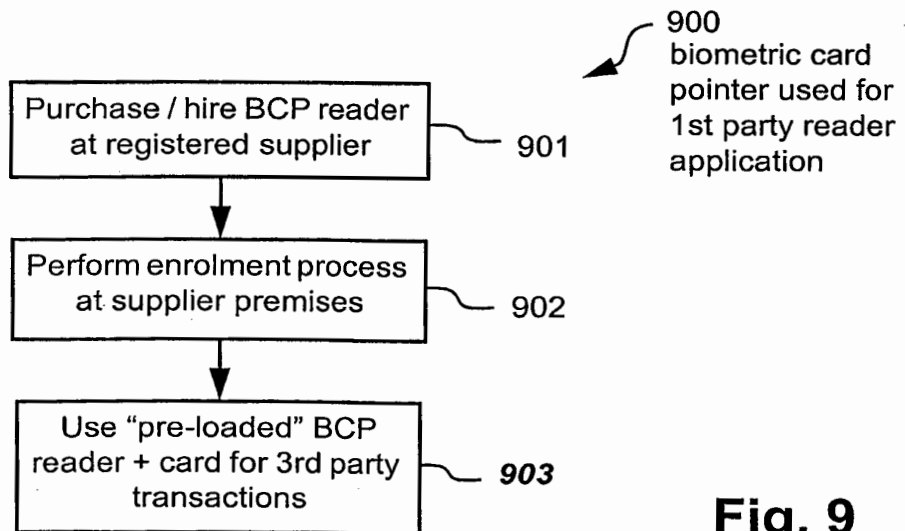 900
biometric card
pointer used for
1st party reader
application
Purchase / hire BCP reader
at registered supplier
901
Perform enrolment process
at supplier premises
902
Use “pre-loaded” BCP
reader + card for 3rd party
transactions
903
Fig. 9